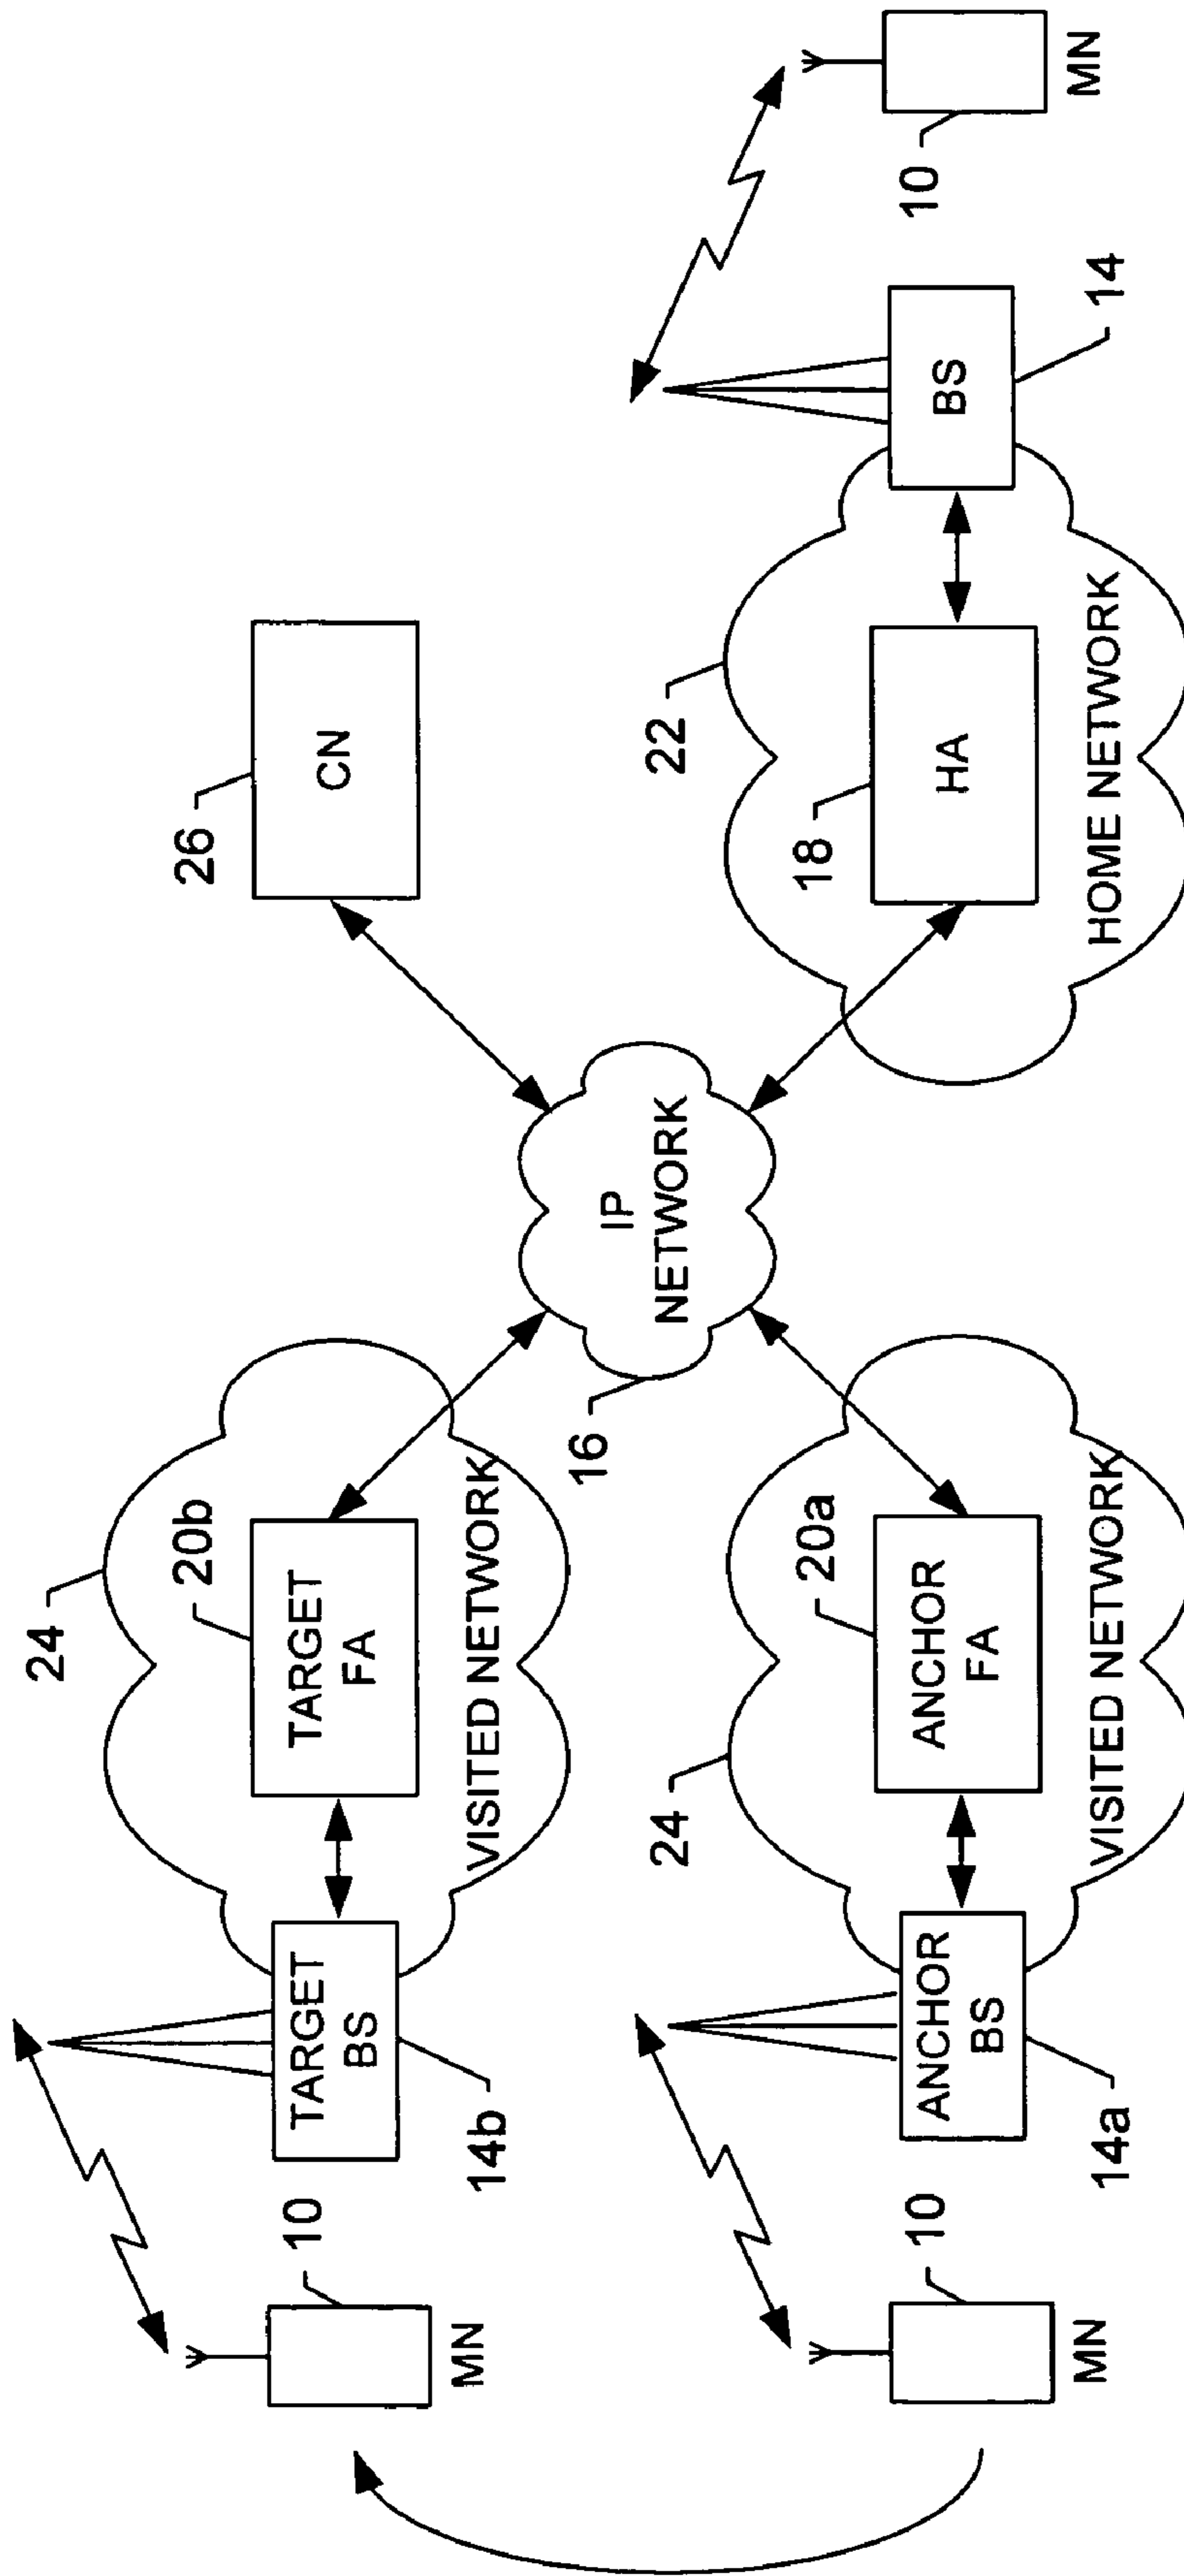 24
TARGET
BS
14b
TARGET
FA
20b
VISITED NETWORK
10
MN
26
CN
16
IP
NETWORK
24
ANCHOR
BS
14a
ANCHOR
FA
20a
VISITED NETWORK
10
MN
22
18
HA
HOME NETWORK
BS
14
10
MN